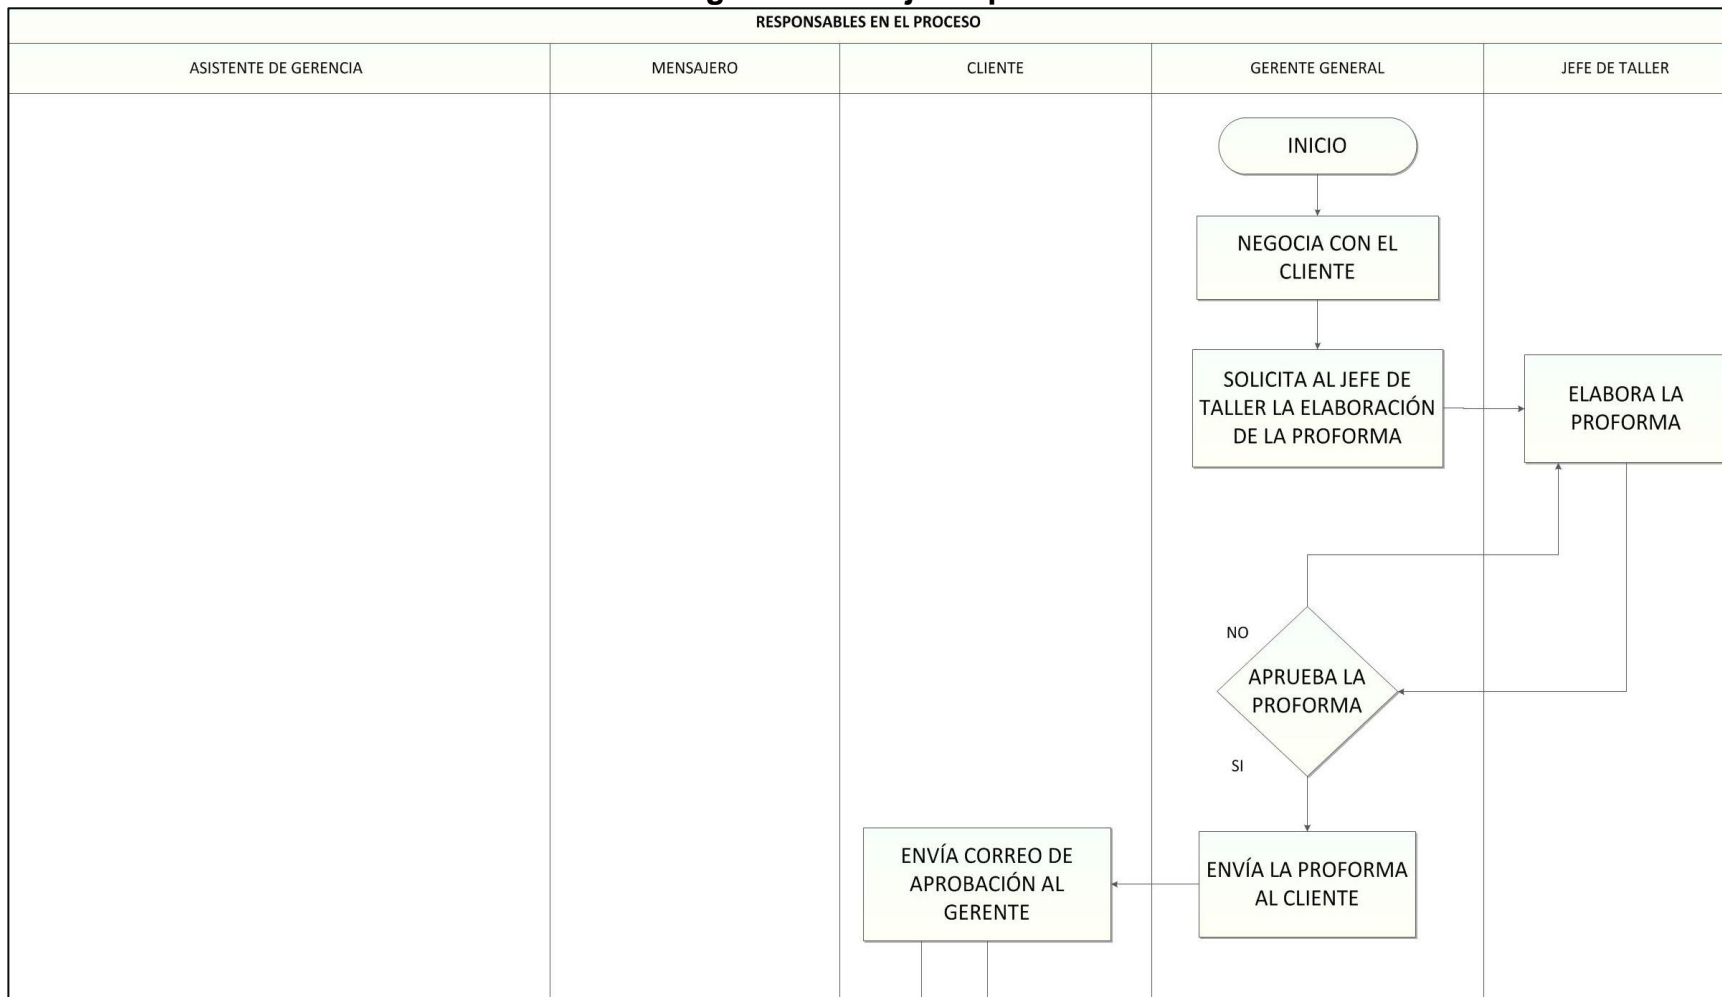 RESPONSABLES EN EL PROCESO
ASISTENTE DE GERENCIA
MENSAJERO
CLIENTE
GERENTE GENERAL
JEFE DE TALLER
INICIO
NEGOCIA CON EL
CLIENTE
SOLICITA AL JEFE DE
TALLER LA ELABORACIÓN
DE LA PROFORMA
ELABORA LA
PROFORMA
NO
APRUEBA LA
PROFORMA
SI
ENVÍA LA PROFORMA
AL CLIENTE
ENVÍA CORREO DE
APROBACIÓN AL
GERENTE